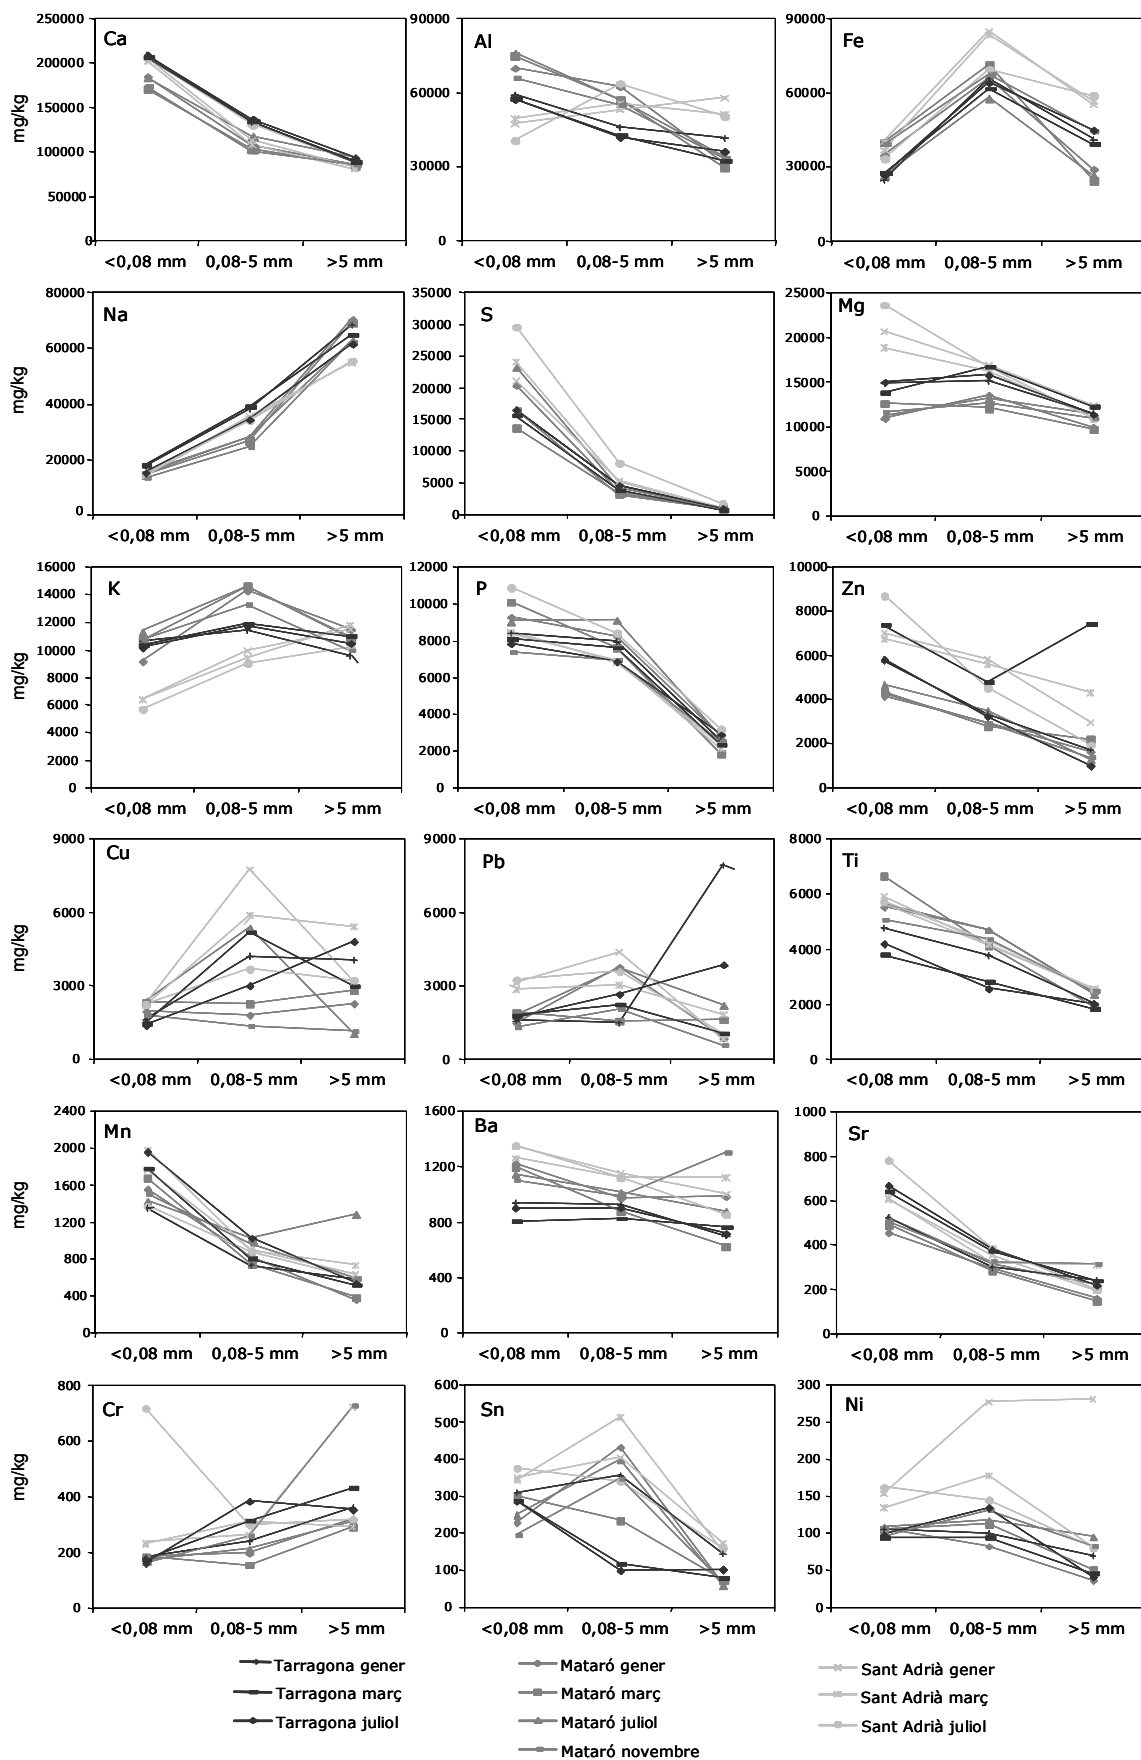 Ca
mg/kg
250000
200000
150000
100000
50000
0
<0,08 mm 0,08-5 mm >5 mm
Al
90000
60000
30000
0
<0,08 mm 0,08-5 mm >5 mm
Fe
90000
60000
30000
0
<0,08 mm 0,08-5 mm >5 mm
Na
mg/kg
80000
60000
40000
20000
0
<0,08 mm 0,08-5 mm >5 mm
S
35000
30000
25000
20000
15000
10000
5000
0
<0,08 mm 0,08-5 mm >5 mm
Mg
25000
20000
15000
10000
5000
0
<0,08 mm 0,08-5 mm >5 mm
K
mg/kg
16000
14000
12000
10000
8000
6000
4000
2000
0
<0,08 mm 0,08-5 mm >5 mm
P
12000
10000
8000
6000
4000
2000
0
<0,08 mm 0,08-5 mm >5 mm
Zn
10000
8000
6000
4000
2000
0
<0,08 mm 0,08-5 mm >5 mm
Cu
mg/kg
9000
6000
3000
0
<0,08 mm 0,08-5 mm >5 mm
Pb
9000
6000
3000
0
<0,08 mm 0,08-5 mm >5 mm
Ti
8000
6000
4000
2000
0
<0,08 mm 0,08-5 mm >5 mm
Mn
mg/kg
2400
2000
1600
1200
800
400
0
<0,08 mm 0,08-5 mm >5 mm
Ba
1600
1200
800
400
0
<0,08 mm 0,08-5 mm >5 mm
Sr
1000
800
600
400
200
0
<0,08 mm 0,08-5 mm >5 mm
Cr
mg/kg
800
600
400
200
0
<0,08 mm 0,08-5 mm >5 mm
Sn
600
500
400
300
200
100
0
<0,08 mm 0,08-5 mm >5 mm
Ni
300
250
200
150
100
50
0
<0,08 mm 0,08-5 mm >5 mm
Tarragona gener
Tarragona març
Tarragona juliol
Mataró gener
Mataró març
Mataró juliol
Mataró novembre
Sant Adrià gener
Sant Adrià març
Sant Adrià juliol